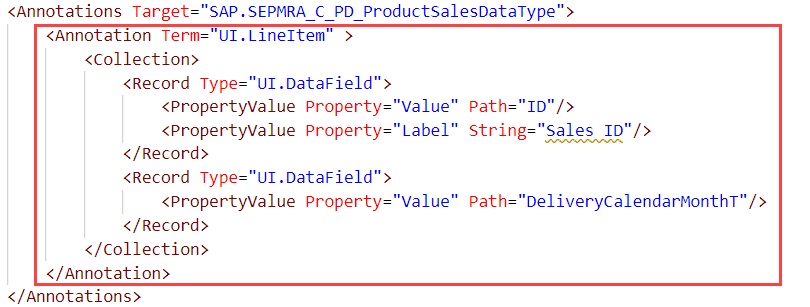 <Annotations Target="SAP.SEPMRA_C_PD_ProductSalesDataType">
<Annotation Term="UI.LineItem" >
<Collection>
<Record Type="UI.DataField">
<PropertyValue Property="Value" Path="ID"/>
<PropertyValue Property="Label" String="Sales ID"/>
</Record>
<Record Type="UI.DataField">
<PropertyValue Property="Value" Path="DeliveryCalendarMonthT"/>
</Record>
</Collection>
</Annotation>
</Annotations>